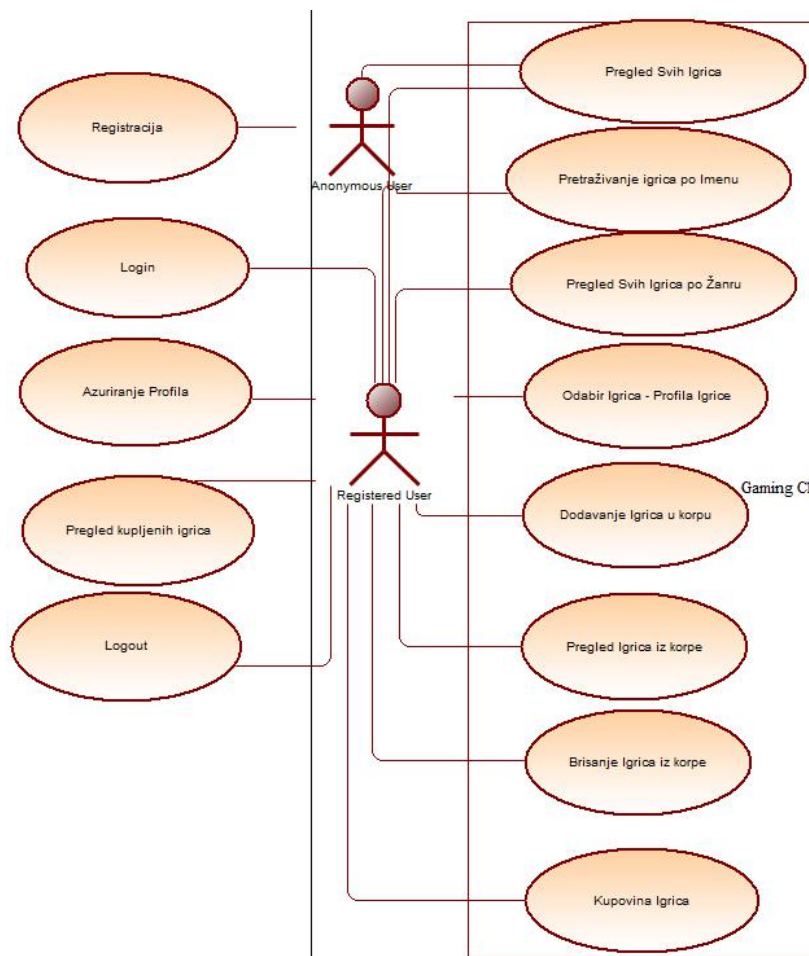 Registracija
Login
Azuriranje Profila
Pregled kupljenih igrica
Logout
Anonymous User
Registered User
Pregled Svih Igrica
Pretraživanje igrica po Imenu
Pregled Svih Igrica po Žanru
Odabir Igrica - Profila Igrice
Dodavanje Igrica u korpu
Gaming
Pregled Igrica iz korpe
Brisanje Igrica iz korpe
Kupovina Igrica